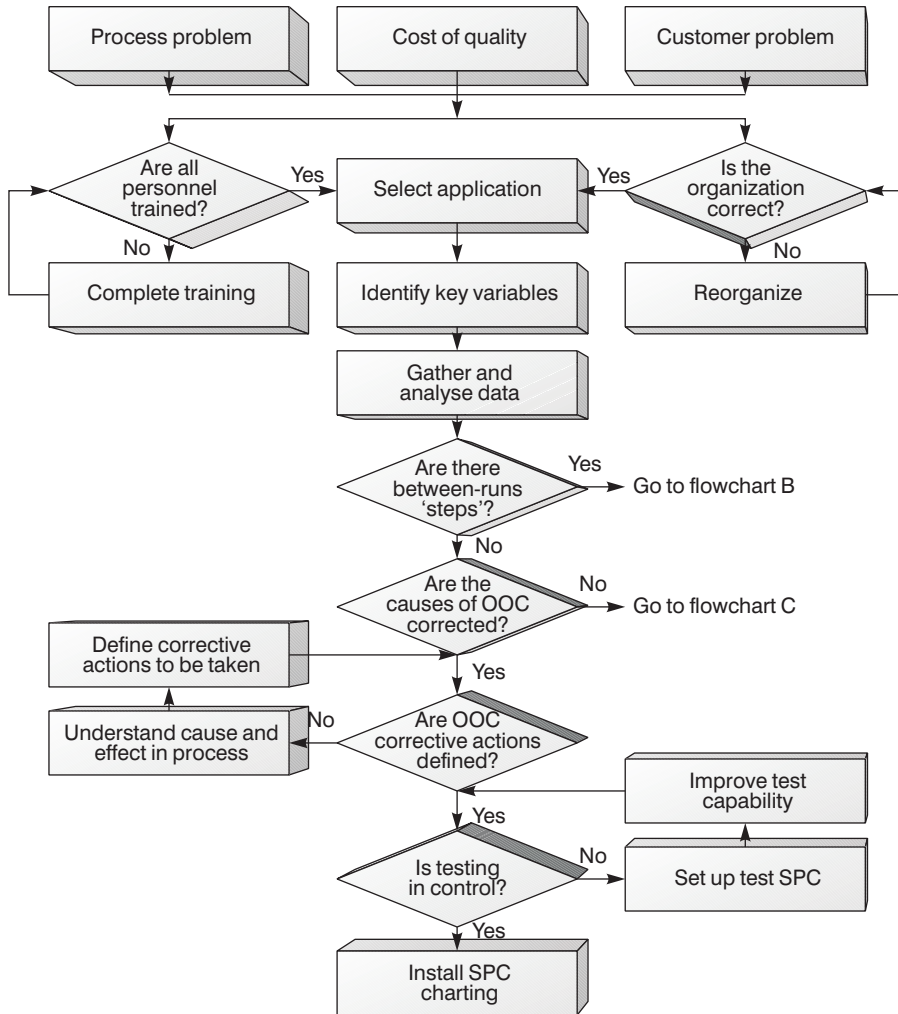 Process problem
Cost of quality
Customer problem
Are all
personnel
trained?
Yes
Select application
Yes
Is the
organization
correct?
No
No
Complete training
Identify key variables
Reorganize
Gather and
analyse data
Are there
between-runs
‘steps’?
Yes
Go to flowchart B
No
Are the
causes of OOC
corrected?
No
Go to flowchart C
Define corrective
actions to be taken
Yes
Understand cause and
effect in process
No
Are OOC
corrective actions
defined?
Improve test
capability
Yes
Is testing
in control?
No
Set up test SPC
Yes
Install SPC
charting